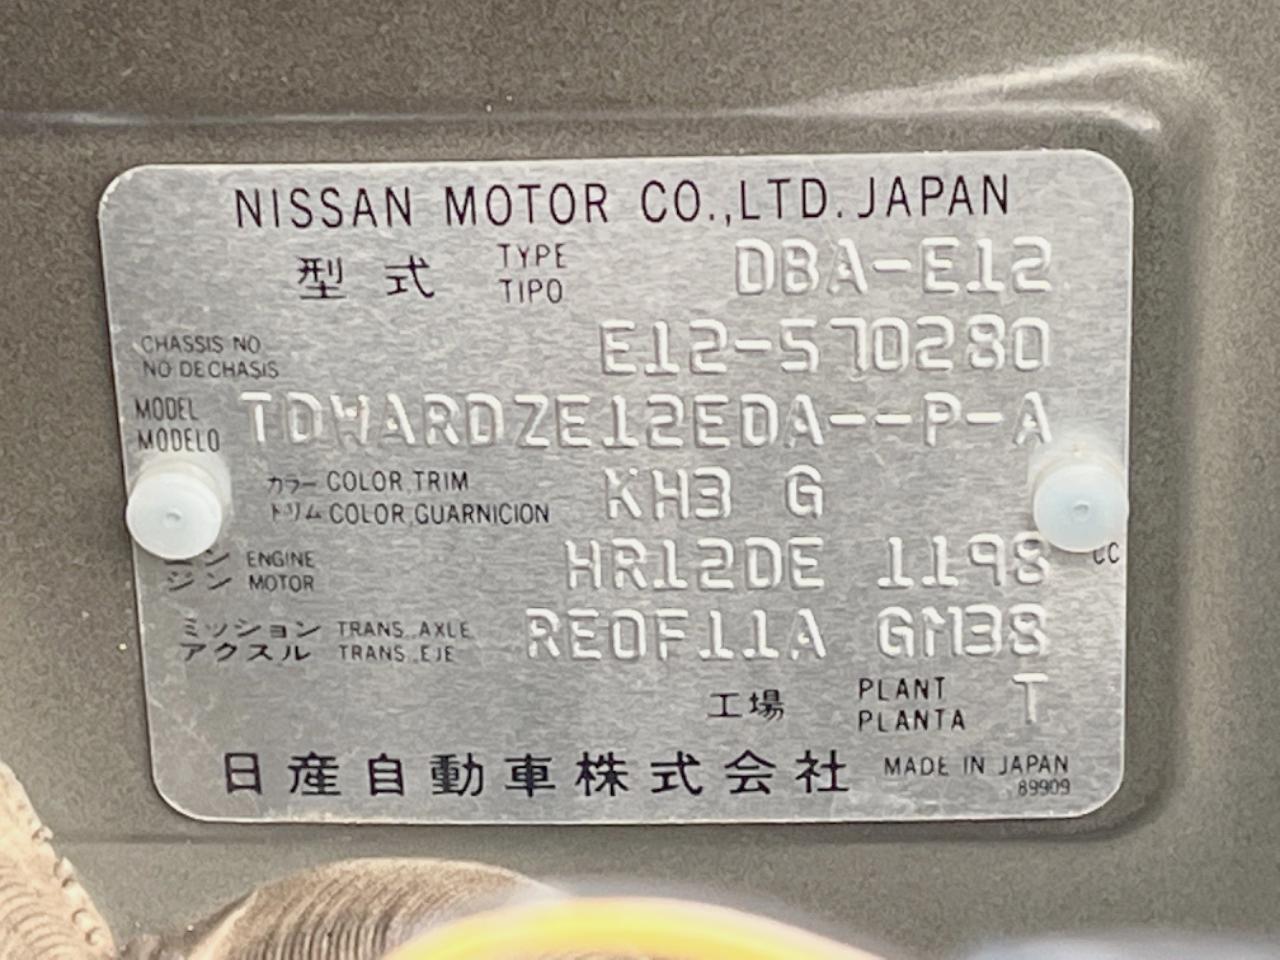 NISSAN MOTOR CO.,LTD. JAPAN
型式 TYPE TIPO DBA-E12
CHASSIS NO
NO DE CHASIS E12-570280
MODEL
MODELO TDWARDZE12EDA--P-A
カラー COLOR, TRIM
トリム COLOR, GUARNICION KH3 G
ン ENGINE
ジン MOTOR HR12DE 1198 CC
ミッション TRANS. AXLE
アクスル TRANS. EJE RE0F11A GM38
工場 PLANT PLANTA T
日産自動車株式会社 MADE IN JAPAN
89909